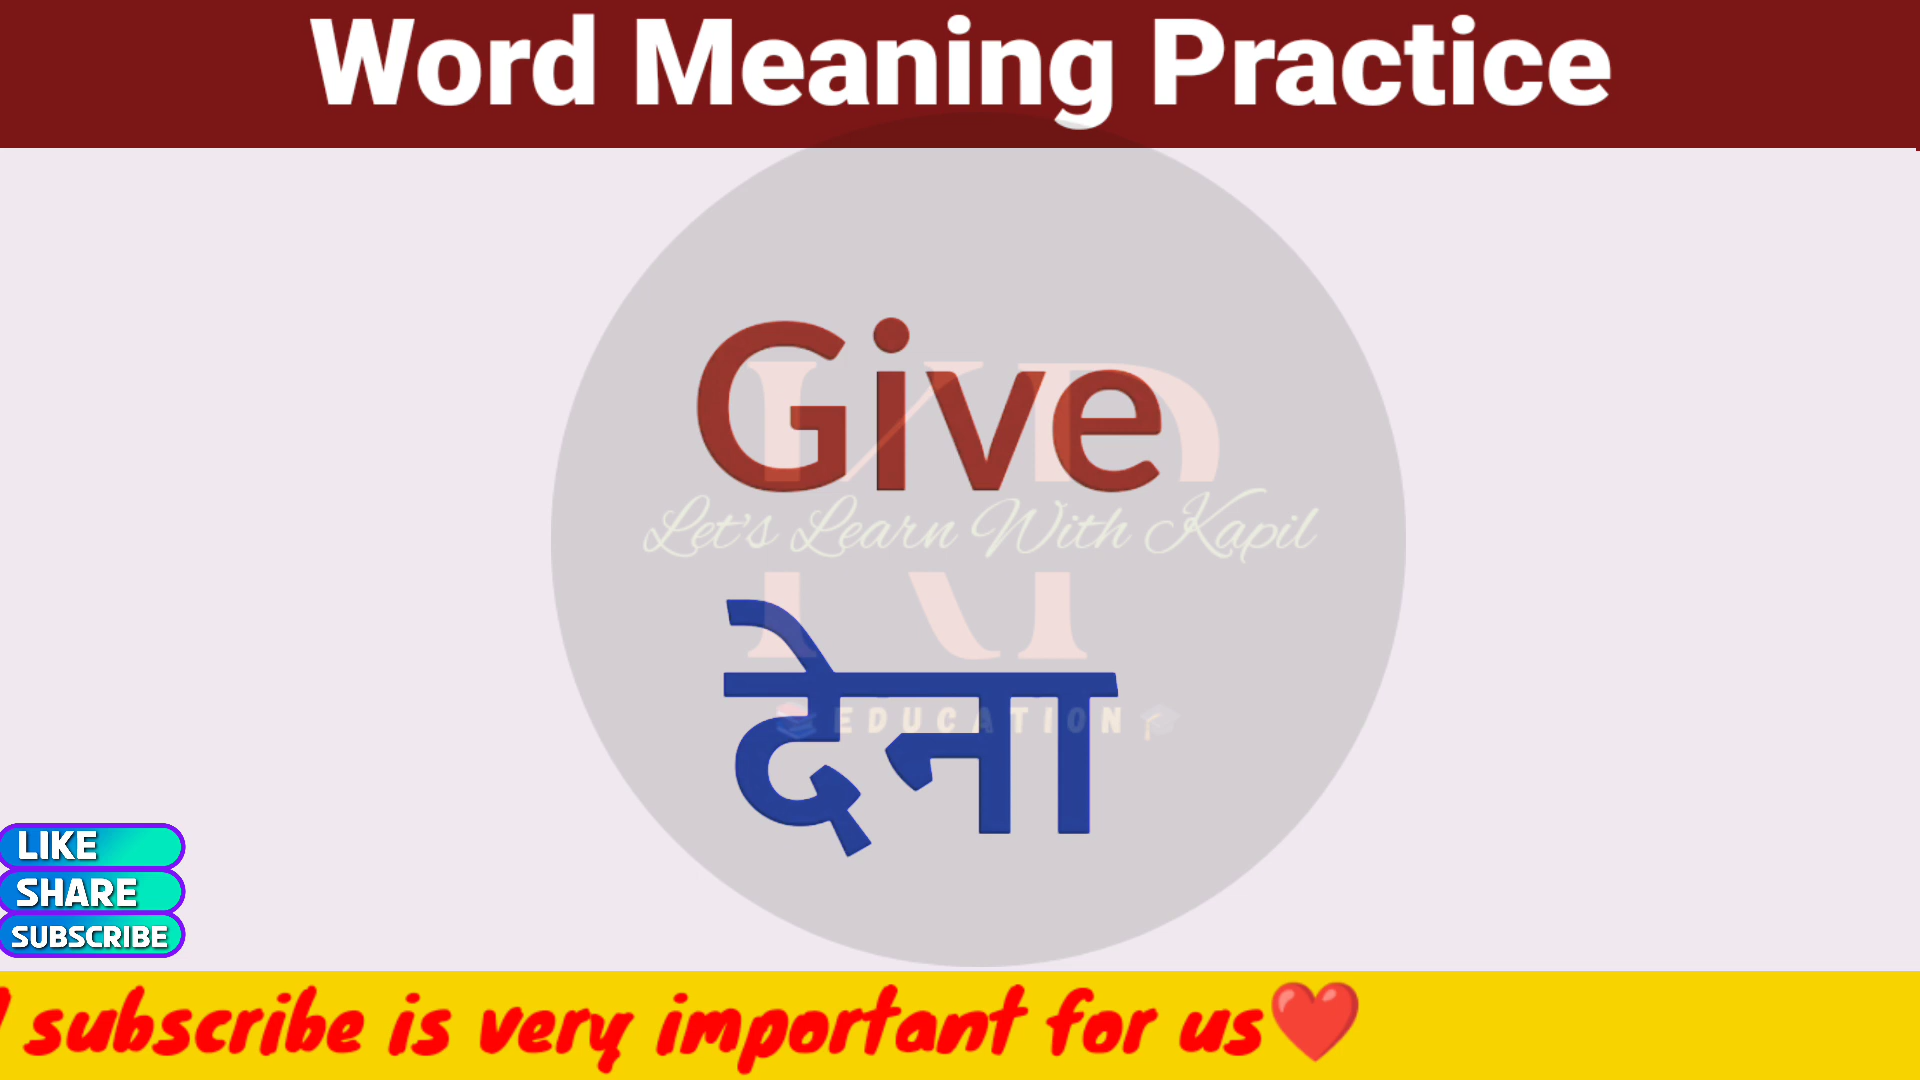 Word Meaning Practice
Give
Let's Learn With Kapil
देना
EDUCATION
LIKE
SHARE
SUBSCRIBE
subscribe is very important for us❤️